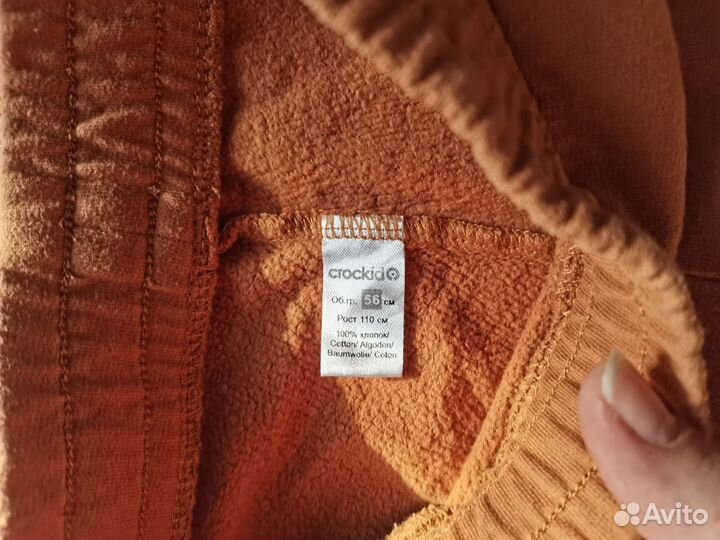 crockid
Об.гр. 56 см
Рост 110 см
100% хлопок/
Cotton/ Algodon/
Baumwolle/ Coton
Avito